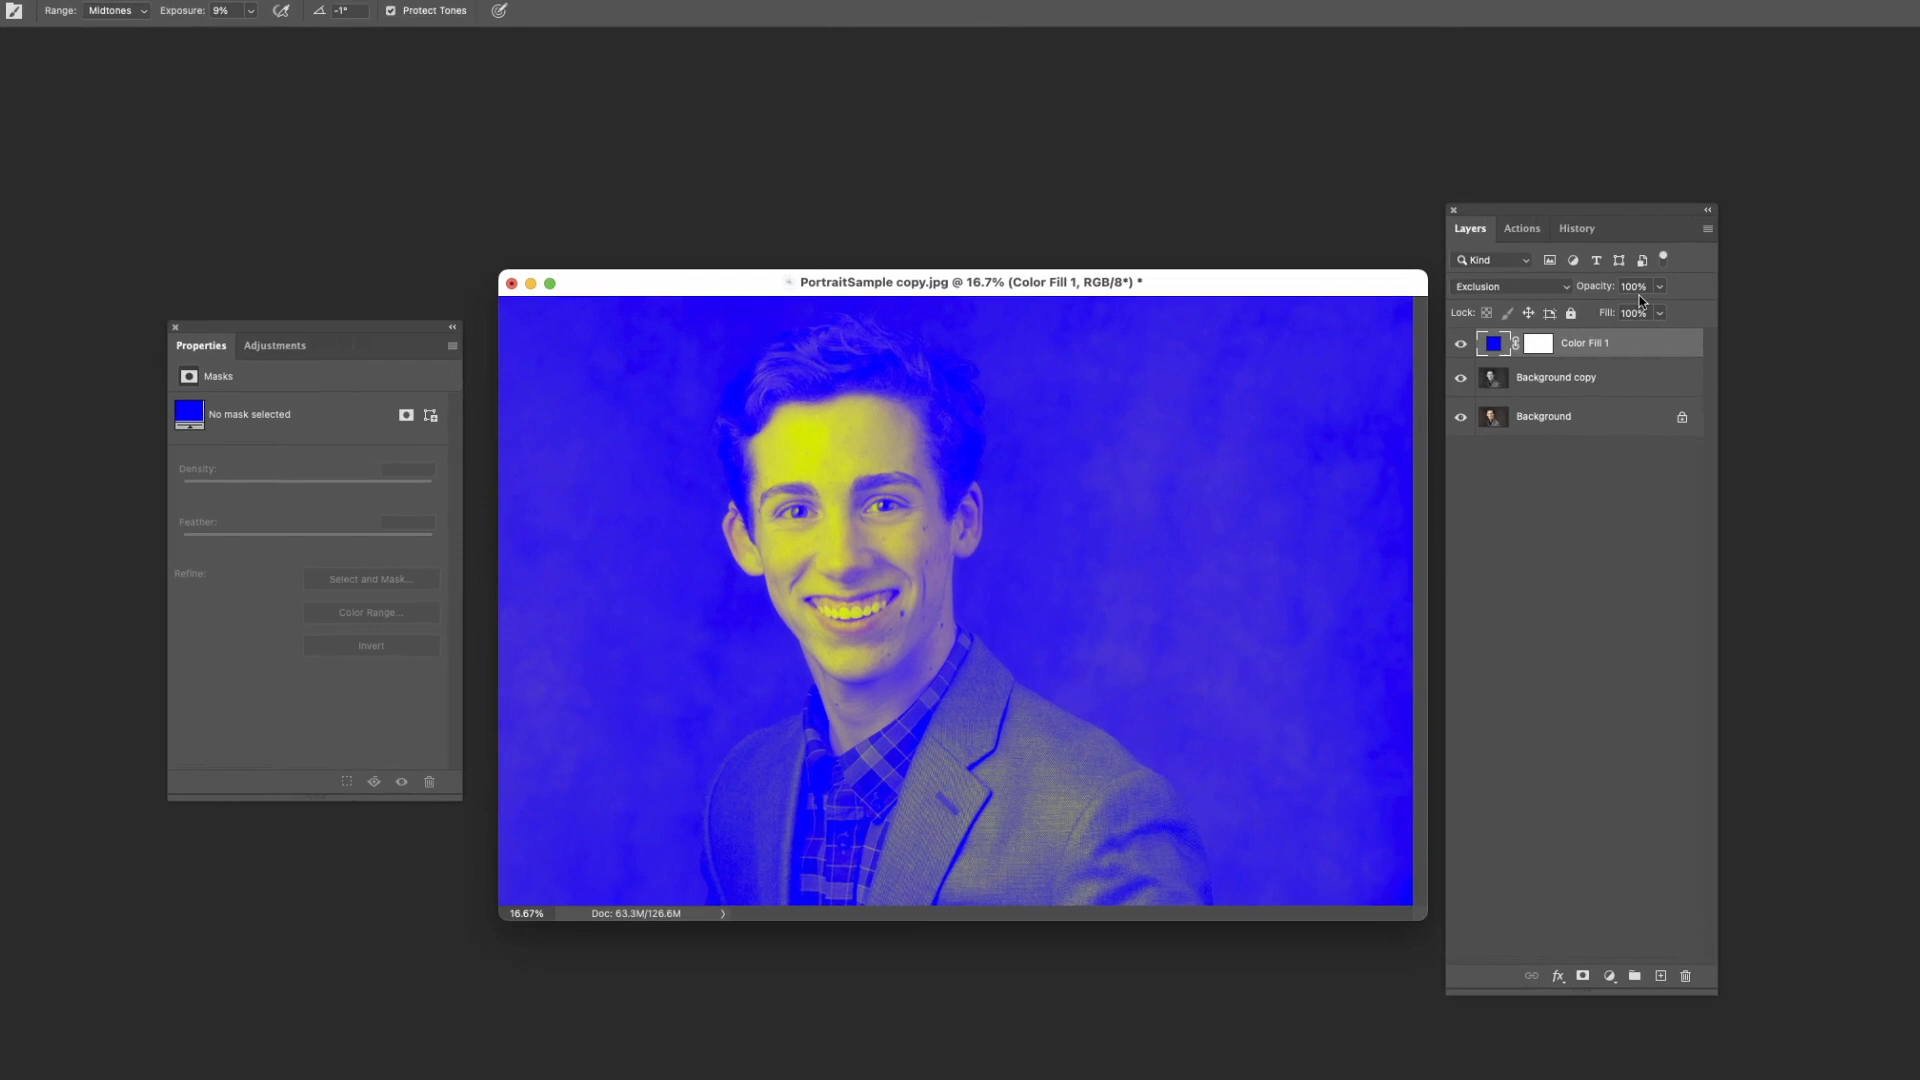 Range: Midtones Exposure: 9% -1° Protect Tones
PortraitSample copy.jpg @ 16.7% (Color Fill 1, RGB/8*) *
Properties Adjustments
Masks
No mask selected
Density:
Feather:
Refine:
Select and Mask...
Color Range...
Invert
16.67% Doc: 63.3M/126.6M
Layers Actions History
Kind
Exclusion Opacity: 100%
Lock: Fill: 100%
Color Fill 1
Background copy
Background
fx